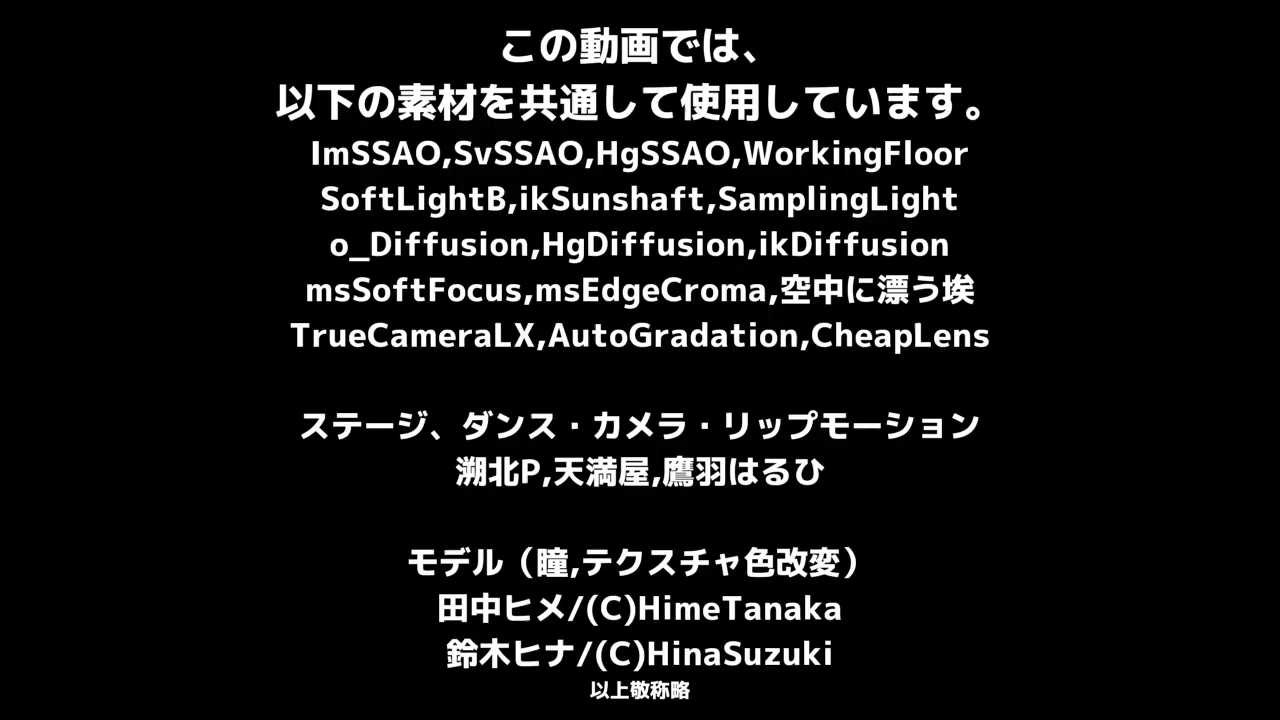 この動画では、
以下の素材を共通して使用しています。
ImSSAO,SvSSAO,HgSSAO,WorkingFloor
SoftLightB,ikSunshaft,SamplingLight
o_Diffusion,HgDiffusion,ikDiffusion
msSoftFocus,msEdgeCroma,空中に漂う埃
TrueCameraLX,AutoGradation,CheapLens
ステージ、ダンス・カメラ・リップモーション
溯北P,天満屋,鷹羽はるひ
モデル（瞳,テクスチャ色改変）
田中ヒメ/(C)HimeTanaka
鈴木ヒナ/(C)HinaSuzuki
以上敬称略